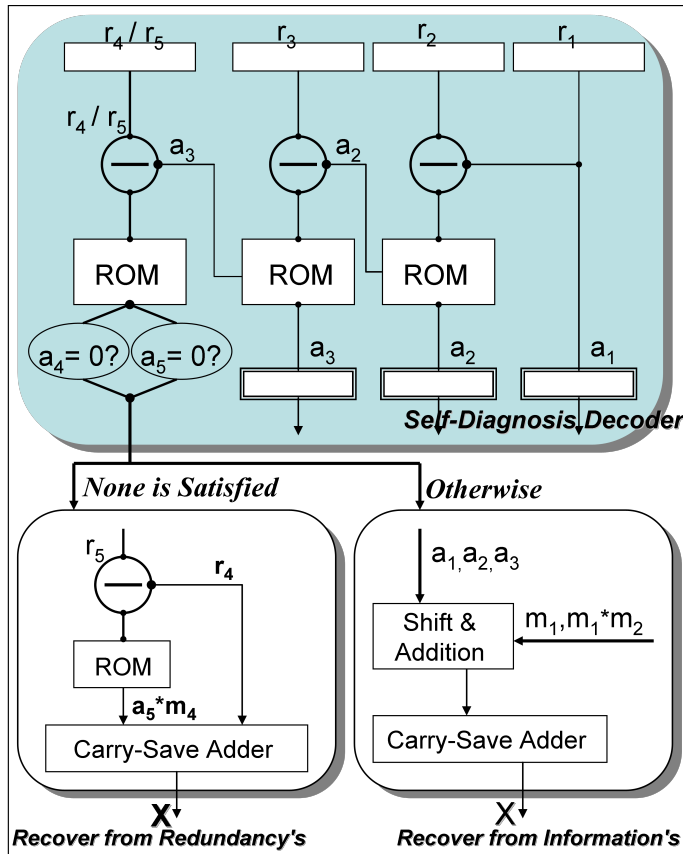 r4 / r5 r3 r2 r1
r4 / r5
a3 a2
ROM ROM ROM
a4= 0? a5= 0? a3 a2 a1
Self-Diagnosis Decoder
None is Satisfied Otherwise
r5 r4 a1,a2,a3
Shift & Addition
m1,m1*m2
ROM
a5*m4
Carry-Save Adder Carry-Save Adder
X X
Recover from Redundancy's Recover from Information's